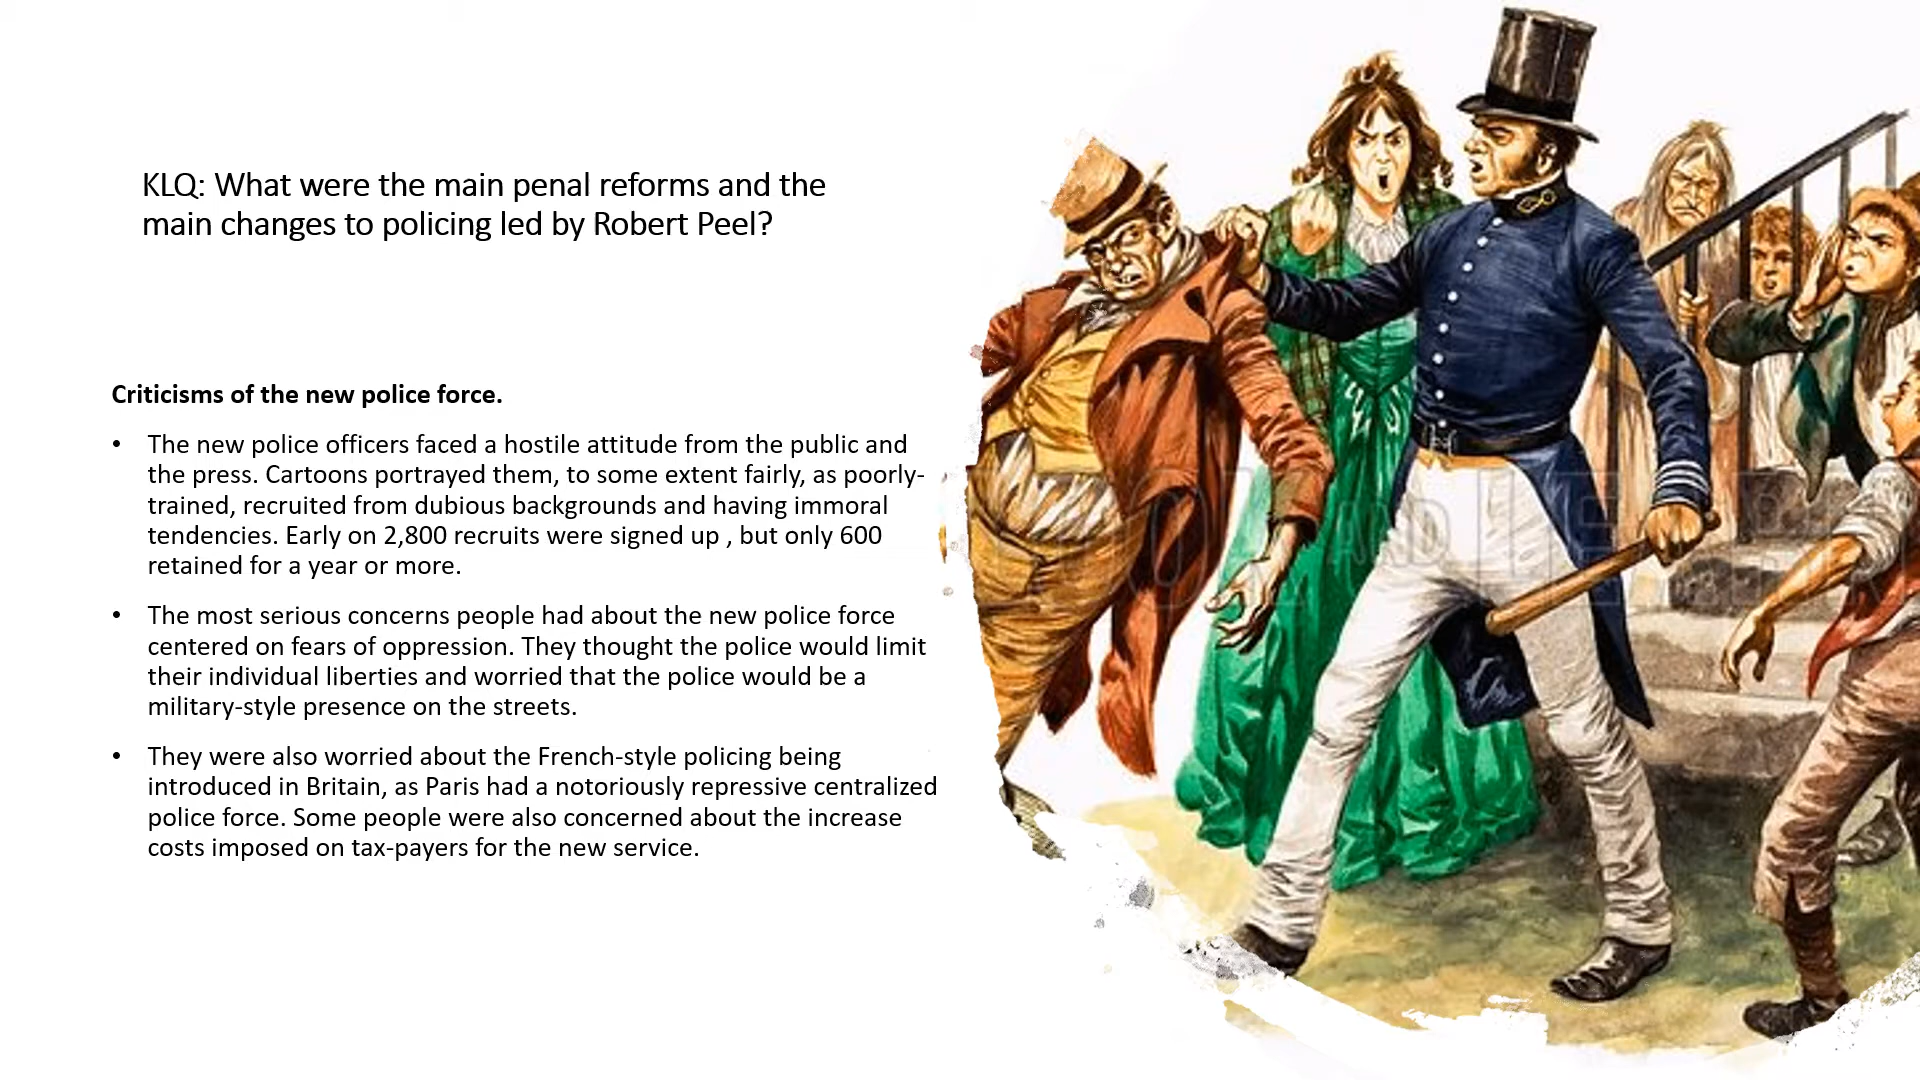 KLQ: What were the main penal reforms and the
main changes to policing led by Robert Peel?
Criticisms of the new police force.
• The new police officers faced a hostile attitude from the public and
the press. Cartoons portrayed them, to some extent fairly, as poorly-
trained, recruited from dubious backgrounds and having immoral
tendencies. Early on 2,800 recruits were signed up , but only 600
retained for a year or more.
• The most serious concerns people had about the new police force
centered on fears of oppression. They thought the police would limit
their individual liberties and worried that the police would be a
military-style presence on the streets.
• They were also worried about the French-style policing being
introduced in Britain, as Paris had a notoriously repressive centralized
police force. Some people were also concerned about the increase
costs imposed on tax-payers for the new service.